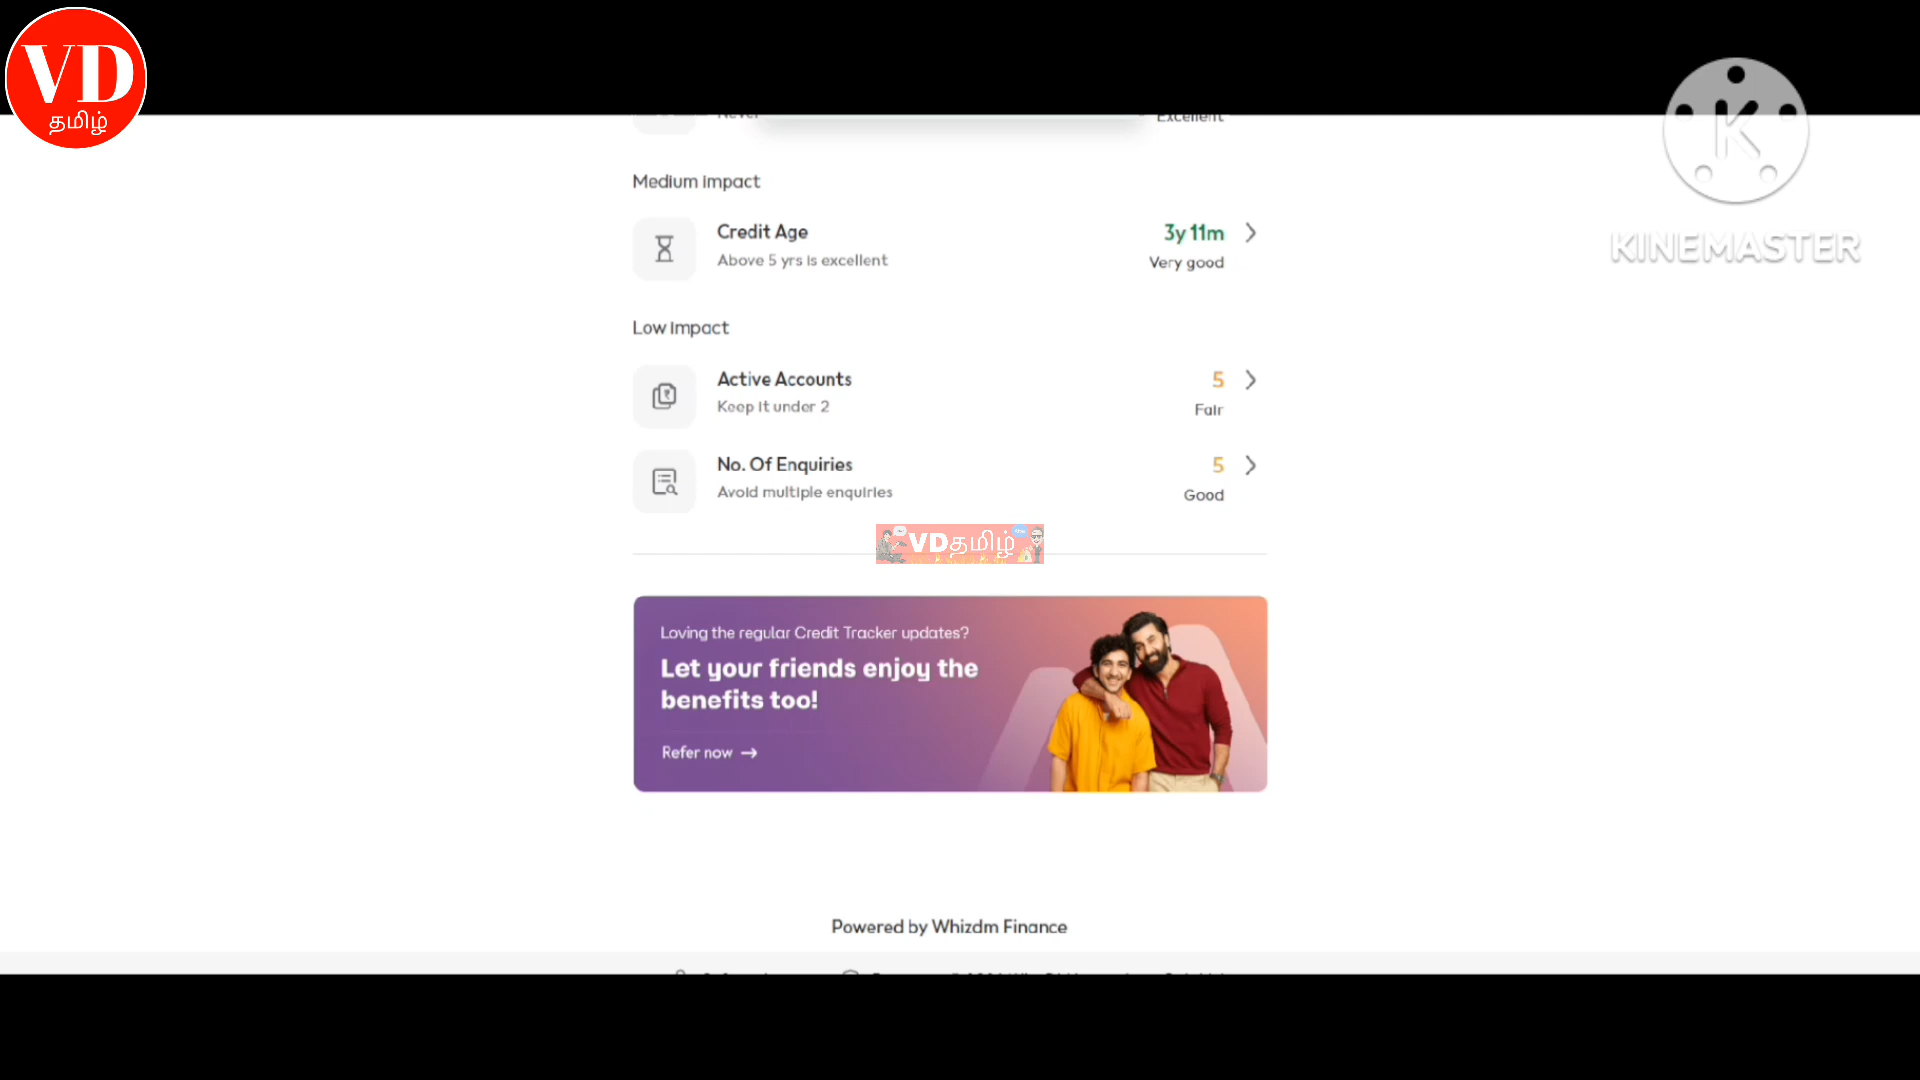 VD
தமிழ்
KINEMASTER
Never
Excellent
Medium impact
Credit Age
3y 11m
Above 5 yrs is excellent
Very good
Low impact
Active Accounts
5
Keep it under 2
Fair
No. Of Enquiries
5
Avoid multiple enquiries
Good
VDதமிழ்
Loving the regular Credit Tracker updates?
Let your friends enjoy the
benefits too!
Refer now →
Powered by Whizdm Finance